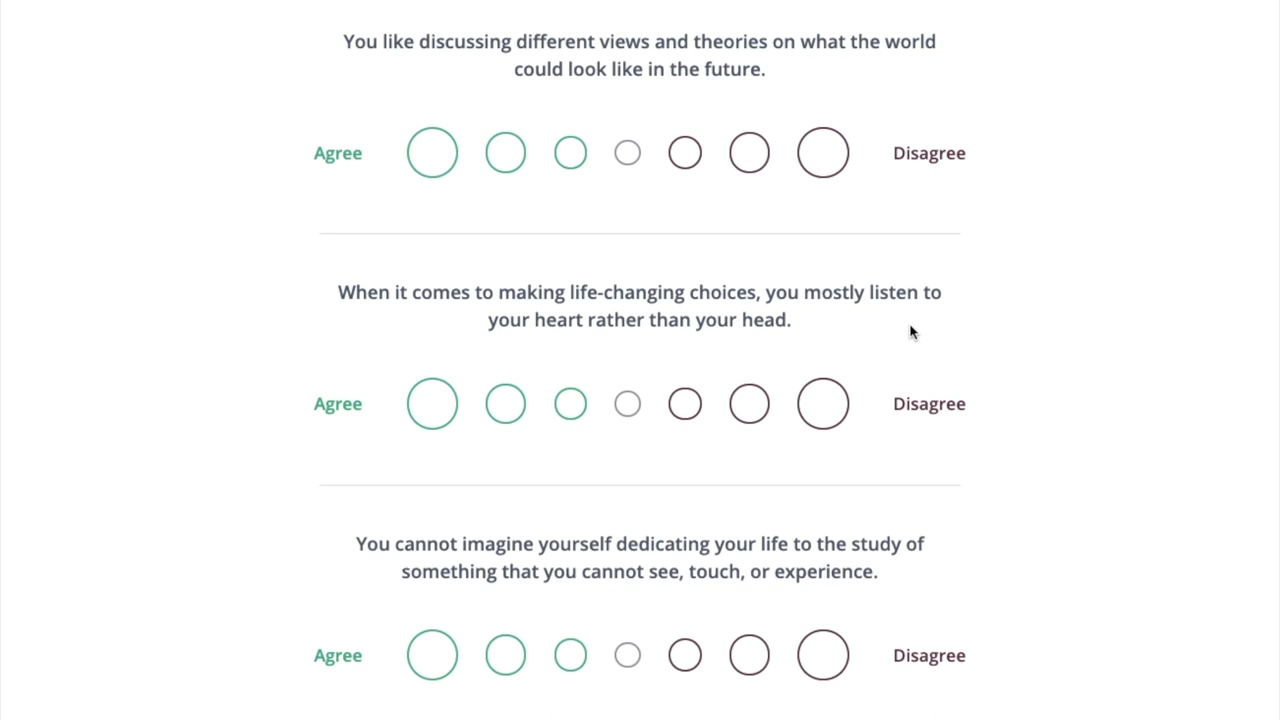 You like discussing different views and theories on what the world
could look like in the future.
Agree Disagree
When it comes to making life-changing choices, you mostly listen to
your heart rather than your head.
Agree Disagree
You cannot imagine yourself dedicating your life to the study of
something that you cannot see, touch, or experience.
Agree Disagree